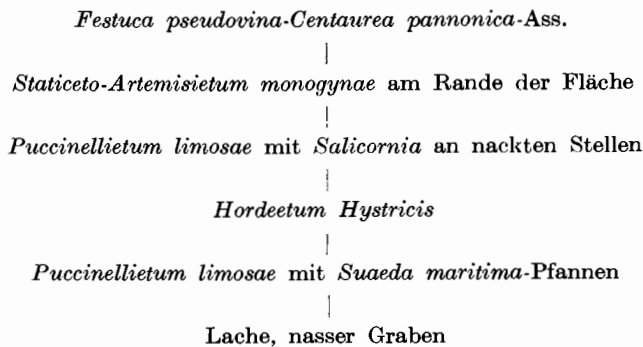 Festuca pseudovina-Centaurea pannonica-Ass.
Staticeto-Artemisietum monogynae am Rande der Fläche
Puccinellietum limosae mit Salicornia an nackten Stellen
Hordeetum Hystricis
Puccinellietum limosae mit Suaeda maritima-Pfannen
Lache, nasser Graben